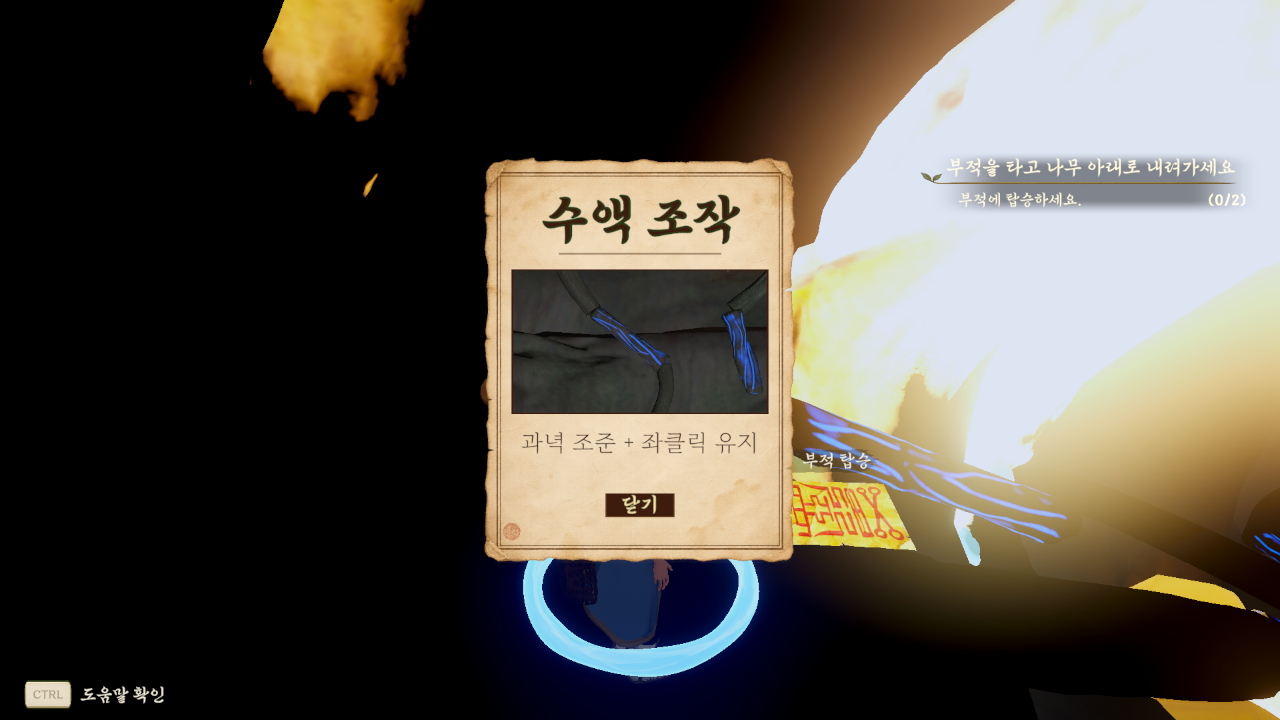 수액 조작
과녁 조준 + 좌클릭 유지
닫기
부적을 타고 나무 아래로 내려가세요
부적에 탑승하세요. (0/2)
부적 탑승
CTRL 도움말 확인